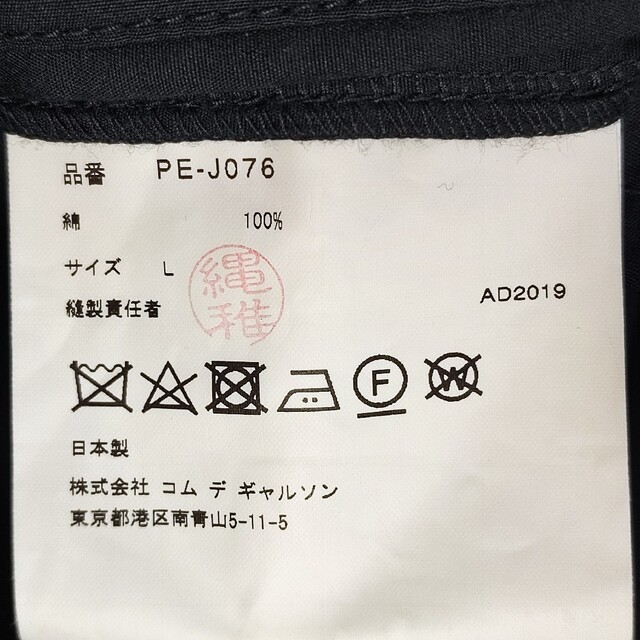 品番 PE-J076
綿 100%
サイズ L
縫製責任者
縄稚
AD2019
F W
日本製
株式会社 コム デ ギャルソン
東京都港区南青山5-11-5